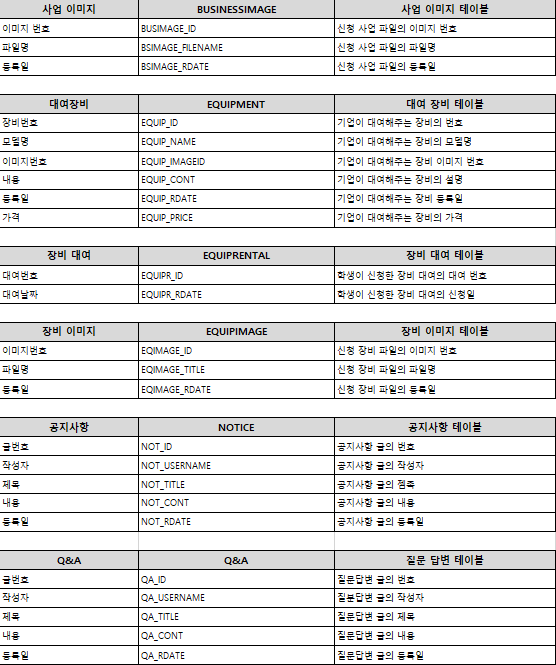 사업 이미지 BUSINESSIMAGE 사업 이미지 테이블
이미지 번호 BUSIMAGE_ID 신청 사업 파일의 이미지 번호
파일명 BSIMAGE_FILENAME 신청 사업 파일의 파일명
등록일 BSIMAGE_RDATE 신청 사업 파일의 등록일
대여장비 EQUIPMENT 대여 장비 테이블
장비번호 EQUIP_ID 기업이 대여해주는 장비의 번호
모델명 EQUIP_NAME 기업이 대여해주는 장비의 모델명
이미지번호 EQUIP_IMAGEID 기업이 대여해주는 장비 이미지 번호
내용 EQUIP_CONT 기업이 대여해주는 장비의 설명
등록일 EQUIP_RDATE 기업이 대여해주는 장비 등록일
가격 EQUIP_PRICE 기업이 대여해주는 장비의 가격
장비 대여 EQUIPRENTAL 장비 대여 테이블
대여번호 EQUIPR_ID 학생이 신청한 장비 대여의 대여 번호
대여날짜 EQUIPR_RDATE 학생이 신청한 장비 대여의 신청일
장비 이미지 EQUIPIMAGE 장비 이미지 테이블
이미지번호 EQIMAGE_ID 신청 장비 파일의 이미지 번호
파일명 EQIMAGE_TITLE 신청 장비 파일의 파일명
등록일 EQIMAGE_RDATE 신청 장비 파일의 등록일
공지사항 NOTICE 공지사항 테이블
글번호 NOT_ID 공지사항 글의 번호
작성자 NOT_USERNAME 공지사항 글의 작성자
제목 NOT_TITLE 공지사항 글의
내용 NOT_CONT 공지사항 글의 내용
등록일 NOT_RDATE 공지사항 글의 등록일
Q&A Q&A 질문 답변 테이블
글번호 QA_ID 질문답변 글의 번호
작성자 QA_USERNAME 질문답변 글의 작성자
제목 QA_TITLE 질문답변 글의 제목
내용 QA_CONT 질문답변 글의 내용
등록일 QA_RDATE 질문답변 글의 등록일